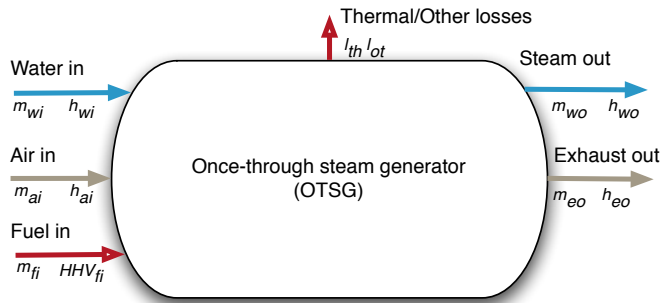 Thermal/Other losses
l_th l_ot
Water in
m_wi h_wi
Steam out
m_wo h_wo
Air in
m_ai h_ai
Once-through steam generator
(OTSG)
Exhaust out
m_eo h_eo
Fuel in
m_fi HHV_fi